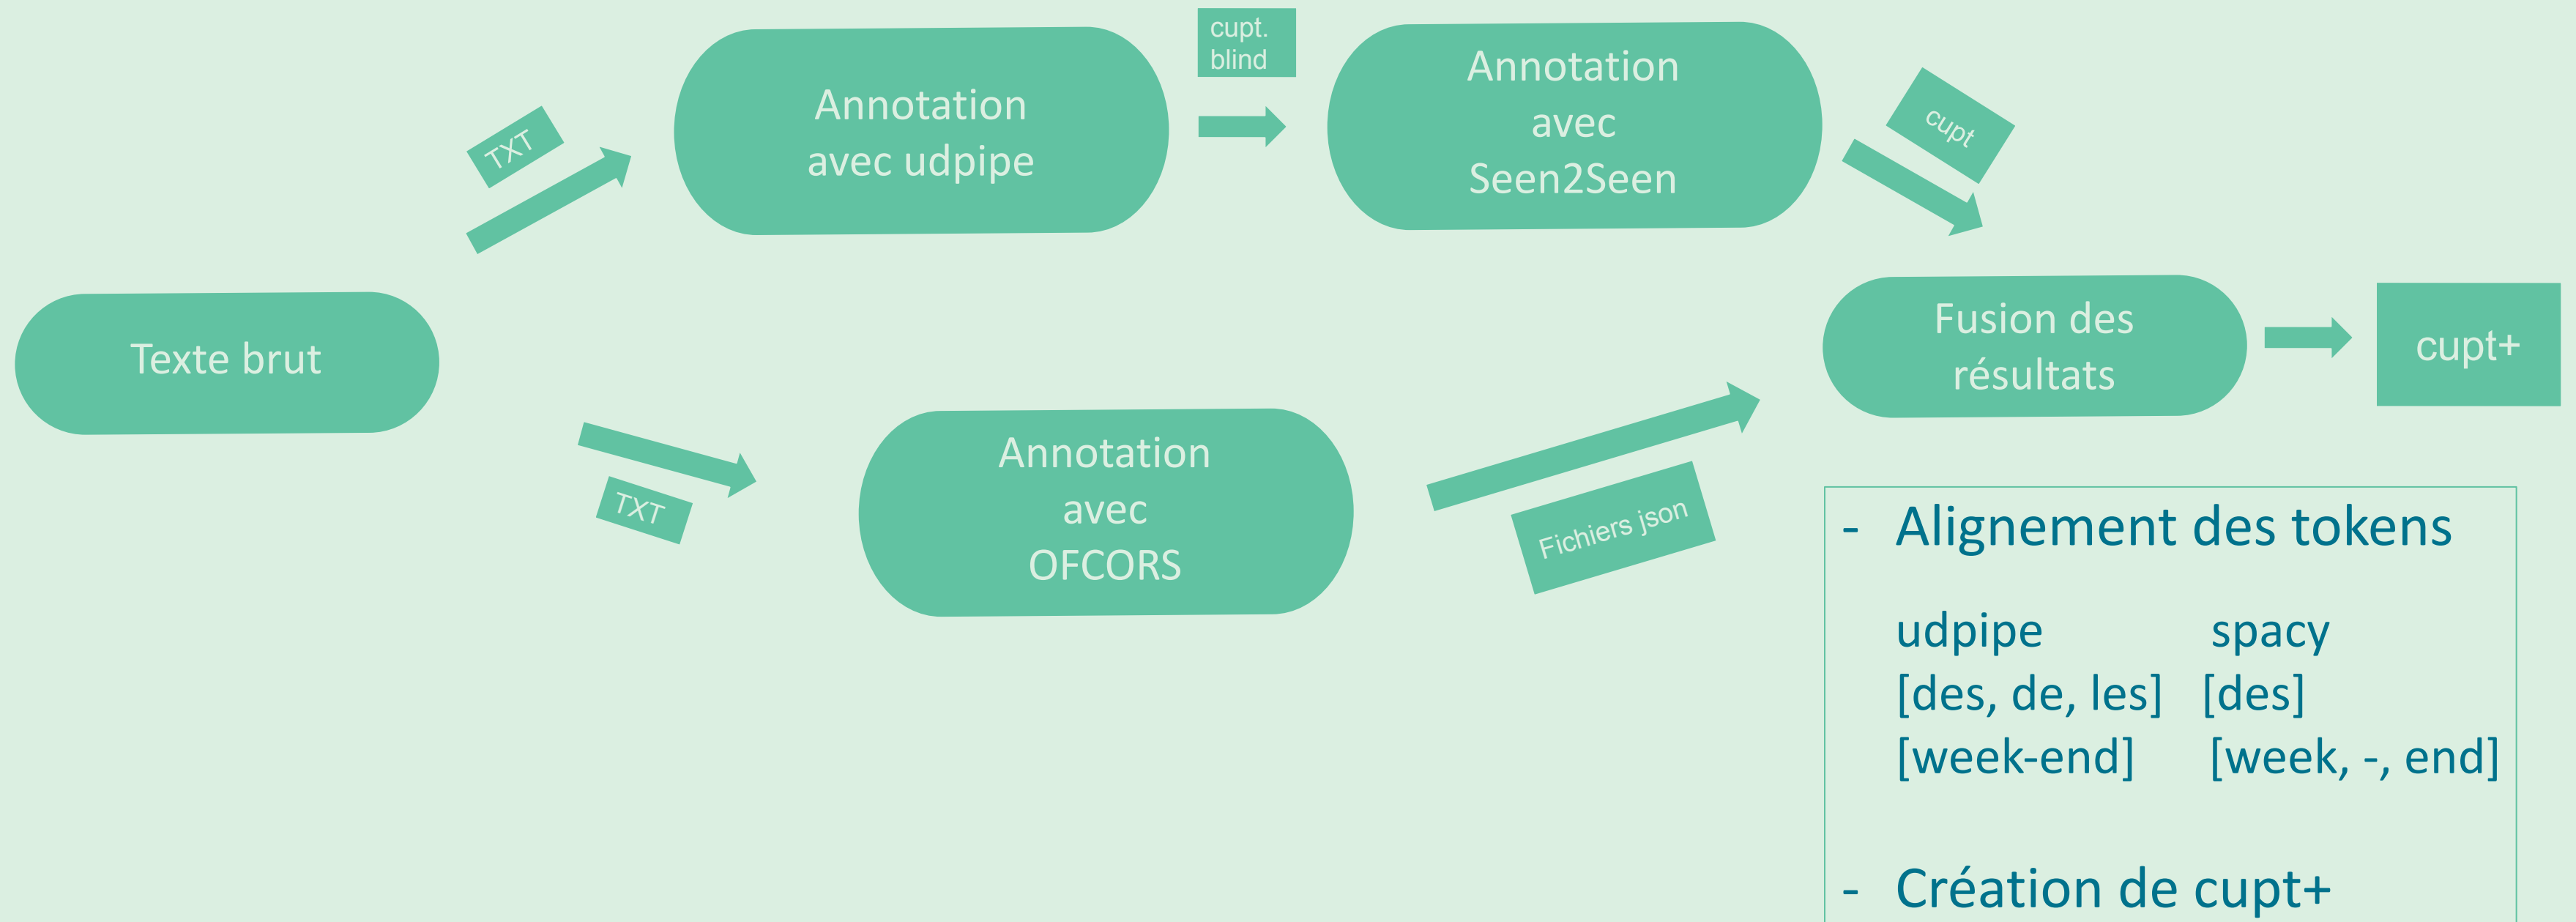 Texte brut
TXT
Annotation
avec udpipe
cupt.
blind
Annotation
avec
Seen2Seen
cupt
TXT
Annotation
avec
OFCORS
Fichiers json
Fusion des
résultats
cupt+
- Alignement des tokens
udpipe spacy
[des, de, les] [des]
[week-end] [week, -, end]
- Création de cupt+